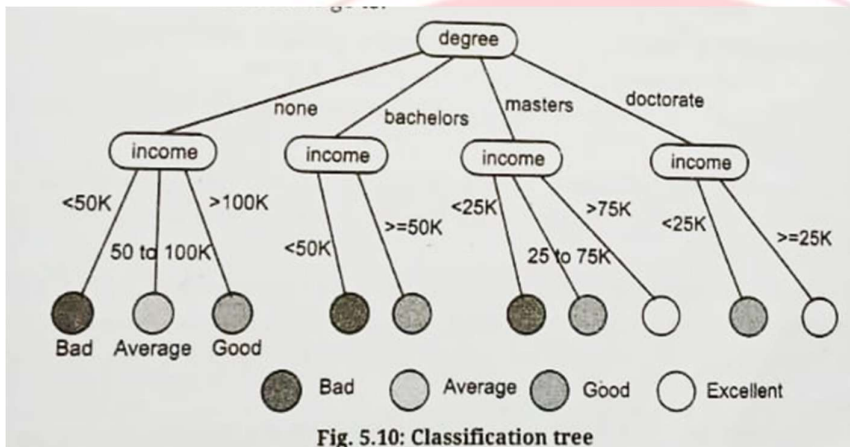 degree
none
bachelors
masters
doctorate
income
income
income
income
<50K
50 to 100K
>100K
<50K
>=50K
<25K
25 to 75K
>75K
<25K
>=25K
Bad Average Good
Bad Average Good Excellent
Fig. 5.10: Classification tree